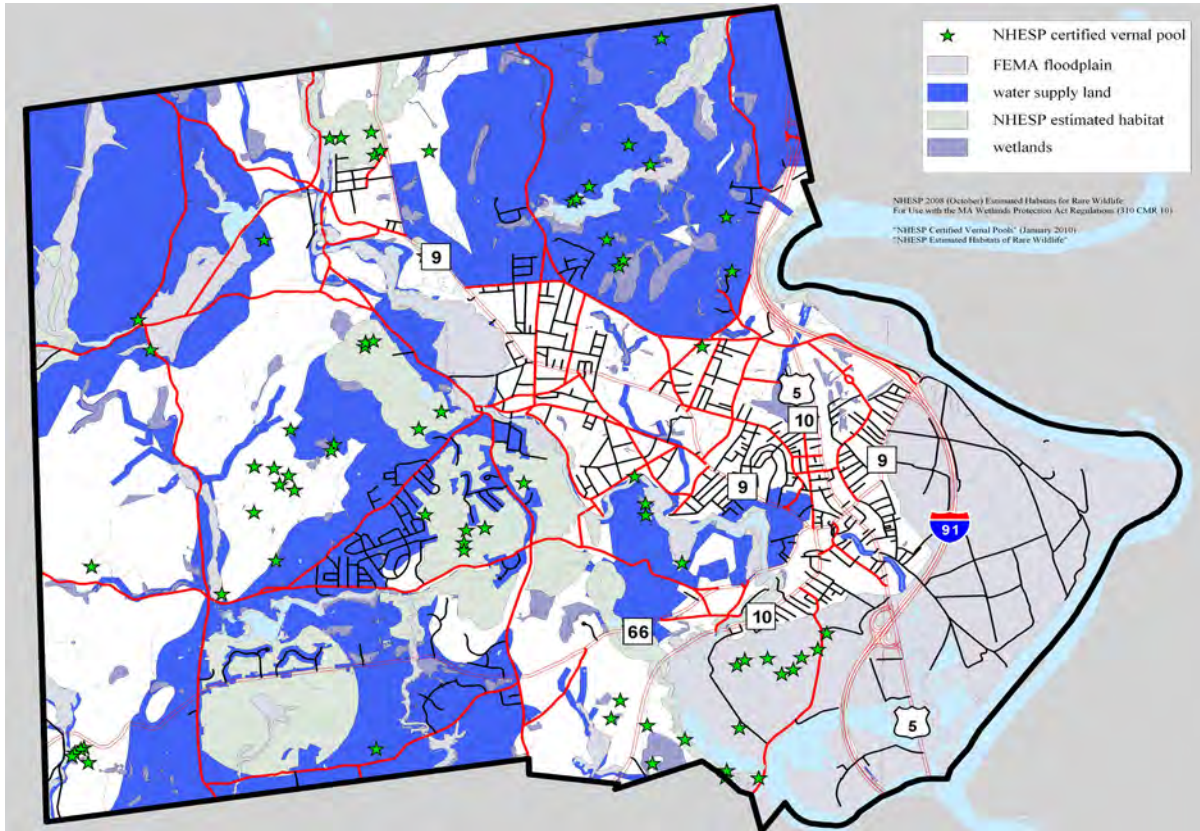 NHESP certified vernal pool
FEMA floodplain
water supply land
NHESP estimated habitat
wetlands
NHESP 2008 (October) Estimated Habitats for Rare Wildlife
For Use with the MA Wetlands Protection Act Regulations (310 CMR 10)
"NHESP Certified Vernal Pools" (January 2010)
"NHESP Estimated Habitats of Rare Wildlife"
9
5
10
9
9
91
10
66
5